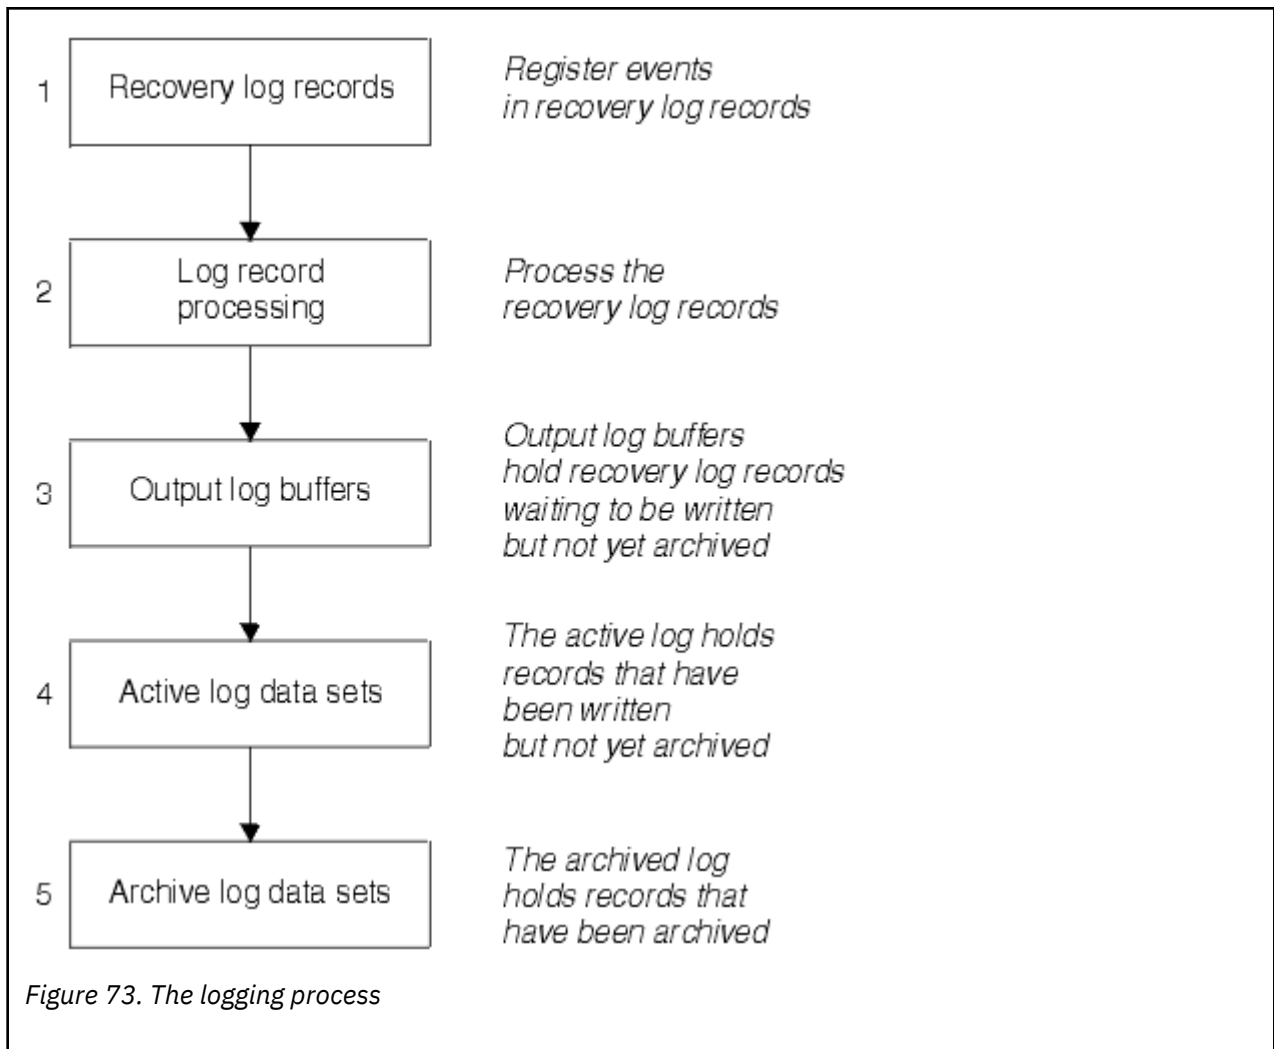 1
Recovery log records
Register events
in recovery log records
2
Log record
processing
Process the
recovery log records
3
Output log buffers
Output log buffers
hold recovery log records
waiting to be written
but not yet archived
4
Active log data sets
The active log holds
records that have
been written
but not yet archived
5
Archive log data sets
The archived log
holds records that
have been archived
Figure 73. The logging process